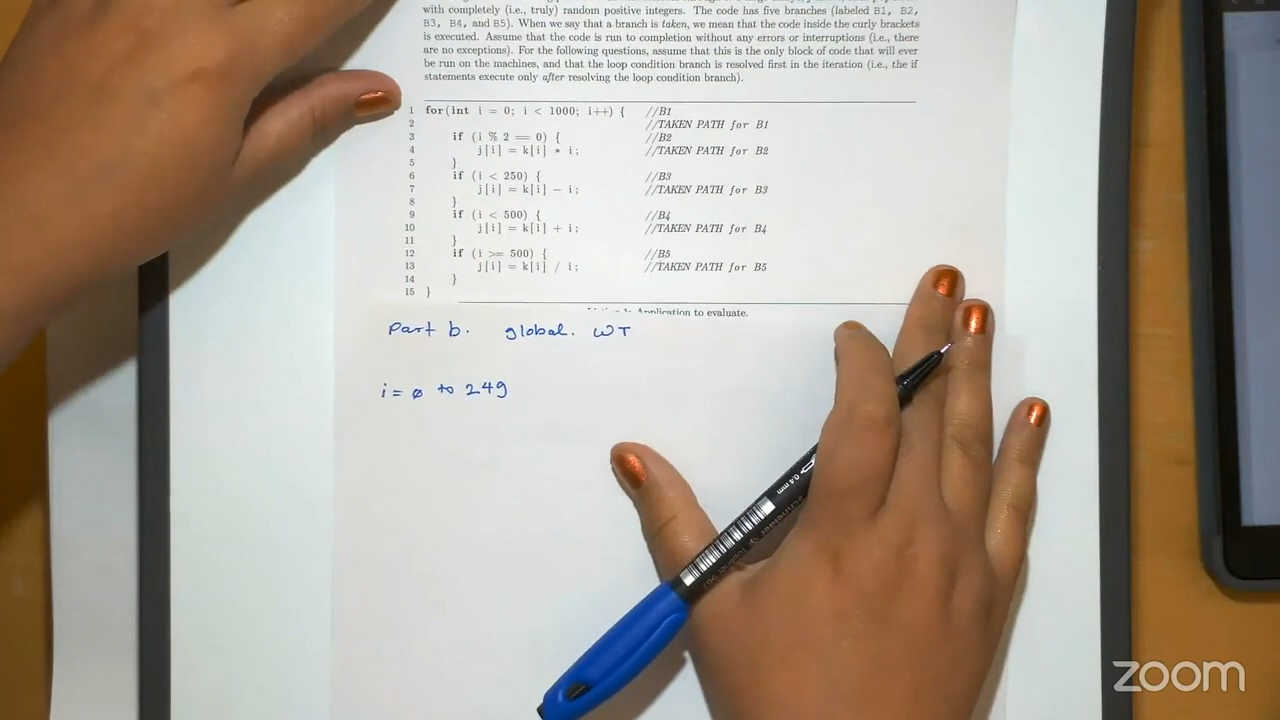 with completely (i.e., truly) random positive integers. The code has five branches (labeled B1, B2,
B3, B4, and B5). When we say that a branch is taken, we mean that the code inside the curly brackets
is executed. Assume that the code is run to completion without any errors or interruptions (i.e., there
are no exceptions). For the following questions, assume that this is the only block of code that will ever
be run on the machines, and that the loop condition branch is resolved first in the iteration (i.e., the if
statements execute only after resolving the loop condition branch).
1 for(int i = 0; i < 1000; i++) { //B1
2 //TAKEN PATH for B1
3 if (i % 2 == 0) { //B2
4 j[i] = k[i] * i; //TAKEN PATH for B2
5 }
6 if (i < 250) { //B3
7 j[i] = k[i] - i; //TAKEN PATH for B3
8 }
9 if (i < 500) { //B4
10 j[i] = k[i] + i; //TAKEN PATH for B4
11 }
12 if (i >= 500) { //B5
13 j[i] = k[i] / i; //TAKEN PATH for B5
14 }
15 }
1: Application to evaluate.
Part b. global. WT
i = ø to 249
0.4 mm
zoom